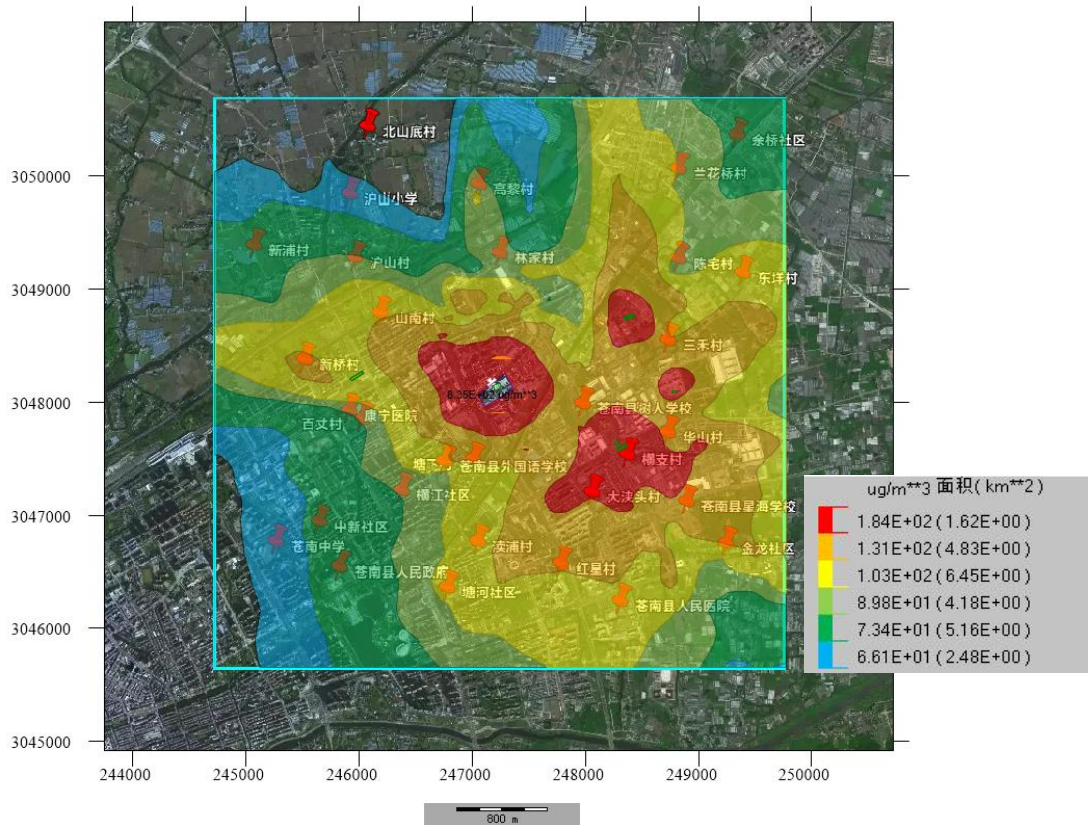 北山底村
余桥社区
兰花桥村
3050000
高黎村
沪山小学
新浦村
沪山村
林家村
陈宅村
东垟村
3049000
山南村
三禾村
新桥村
8.35E+02 ug/m**3
3048000
百丈村
康宁医院
苍南县树人学校
华山村
横支村
苍南县外国语学校
横江社区
大浃头村
苍南县星海学校
3047000
中新社区
苍南中学
渎浦村
金龙社区
苍南县人民政府
红星村
塘河社区
苍南县人民医院
3046000
3045000
244000 245000 246000 247000 248000 249000 250000
800 m
ug/m**3 面积(km**2)
1.84E+02(1.62E+00)
1.31E+02(4.83E+00)
1.03E+02(6.45E+00)
8.98E+01(4.18E+00)
7.34E+01(5.16E+00)
6.61E+01(2.48E+00)